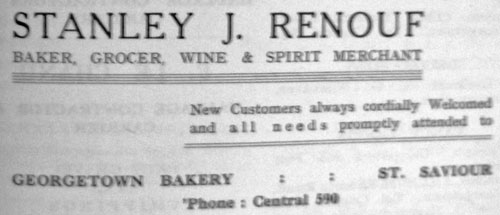 STANLEY J. RENOUF
BAKER, GROCER, WINE & SPIRIT MERCHANT
New Customers always cordially Welcomed
and all needs promptly attended to
GEORGETOWN BAKERY : : ST. SAVIOUR
'Phone : Central 590